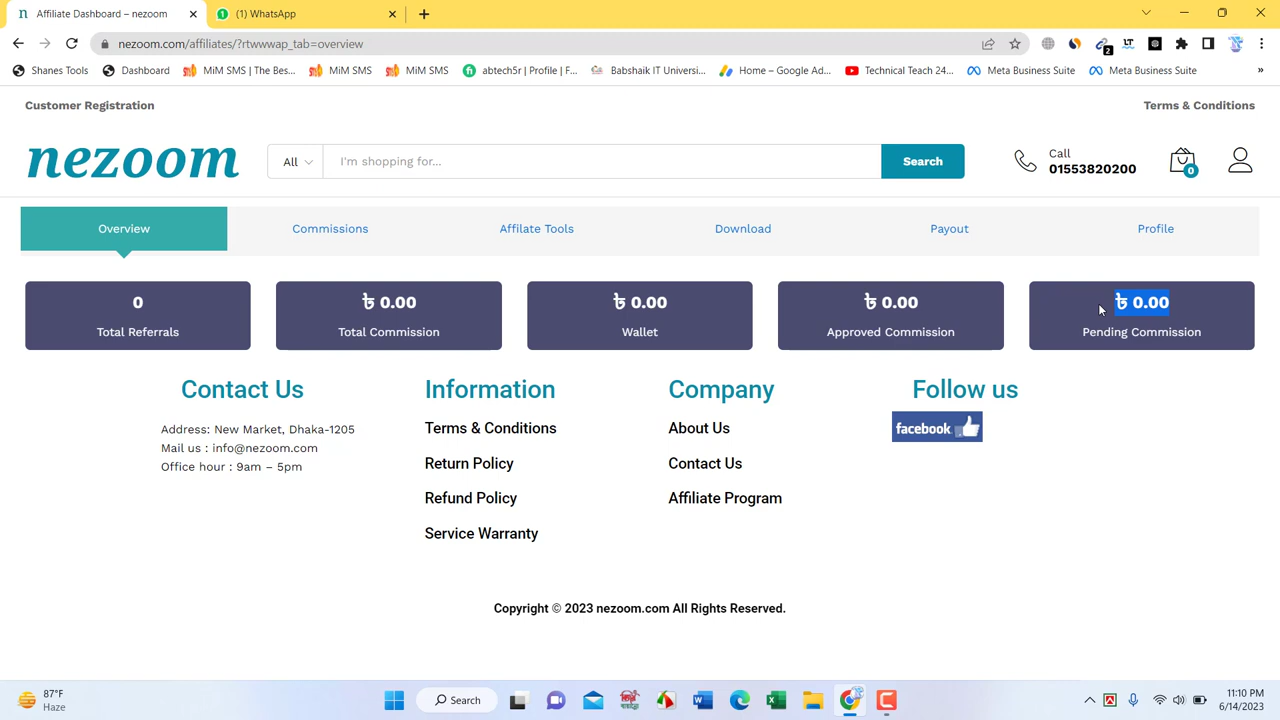 Affiliate Dashboard – nezoom
(1) WhatsApp
nezoom.com/affiliates/?rtwwwap_tab=overview
2
Shanes Tools
Dashboard
MiM SMS | The Bes...
MiM SMS
MiM SMS
abtech5r | Profile | F...
Babshaik IT Universi...
Home – Google Ad...
Technical Teach 24...
Meta Business Suite
Meta Business Suite
»
Customer Registration
Terms & Conditions
nezoom
All
I'm shopping for...
Search
Call
01553820200
0
Overview
Commissions
Affilate Tools
Download
Payout
Profile
0
৳ 0.00
৳ 0.00
৳ 0.00
৳ 0.00
Total Referrals
Total Commission
Wallet
Approved Commission
Pending Commission
Contact Us
Address: New Market, Dhaka-1205
Mail us : info@nezoom.com
Office hour : 9am – 5pm
Information
Terms & Conditions
Return Policy
Refund Policy
Service Warranty
Company
About Us
Contact Us
Affiliate Program
Follow us
facebook
Copyright © 2023 nezoom.com All Rights Reserved.
87°F
Haze
Search
11:10 PM
6/14/2023